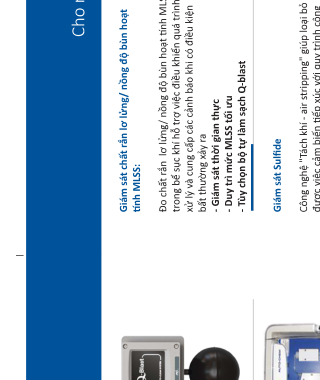 Cho
Giám sát chất rắn lơ lửng/ nồng độ bùn hoạt
tính MLSS:
Đo chất rắn lơ lửng/ nồng độ bùn hoạt tính
trong bể sục khí hỗ trợ việc điều khiển quá trình
xử lý và cung cấp các cảnh báo khi có điều kiện
bất thường xảy ra
- Giám sát thời gian thực
- Duy trì mức MLSS tối ưu
- Tùy chọn bộ tự làm sạch Q-blast
Giám sát Sulfide
Công nghệ "Tách khí - air stripping" giúp loại bỏ
được việc cảm biến tiếp xúc với quy trình công
Q-Blast